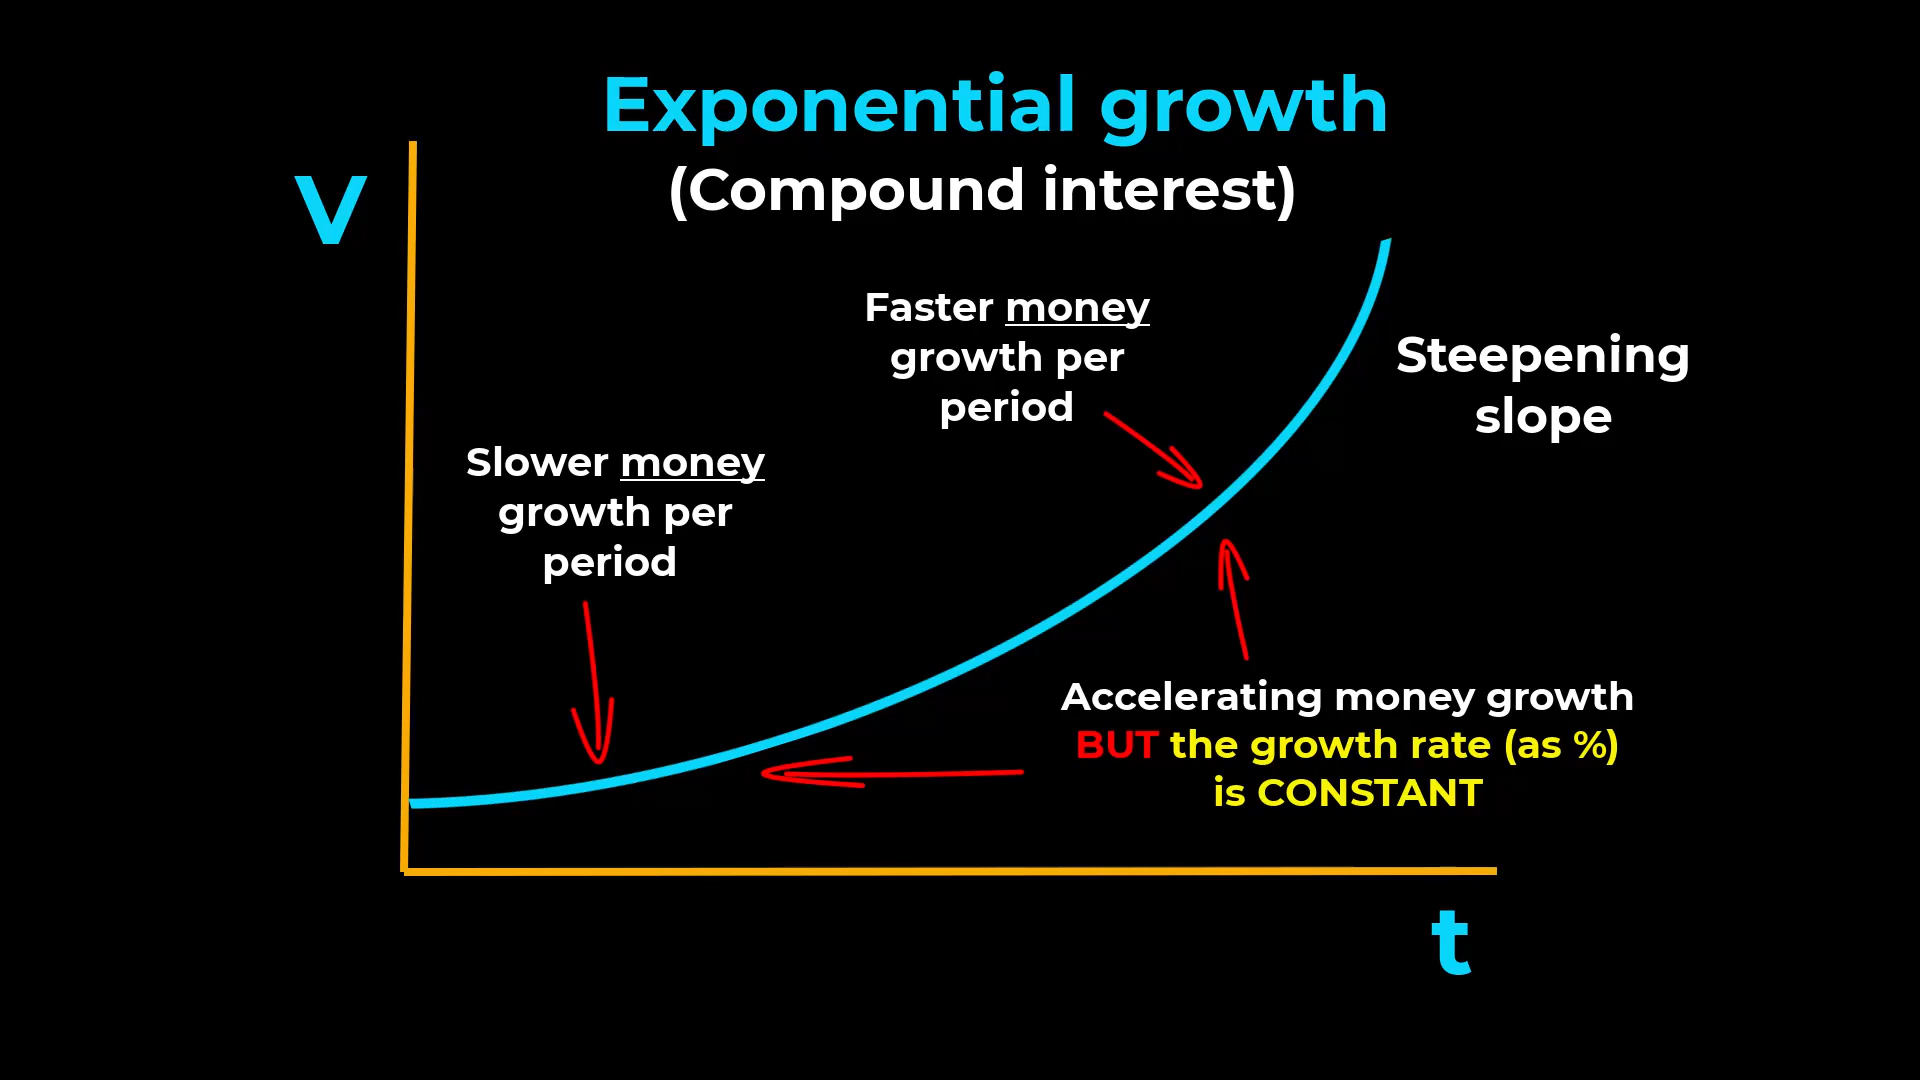 Exponential growth
(Compound interest)
V
Faster money
growth per
period
Steepening
slope
Slower money
growth per
period
Accelerating money growth
BUT the growth rate (as %)
is CONSTANT
t